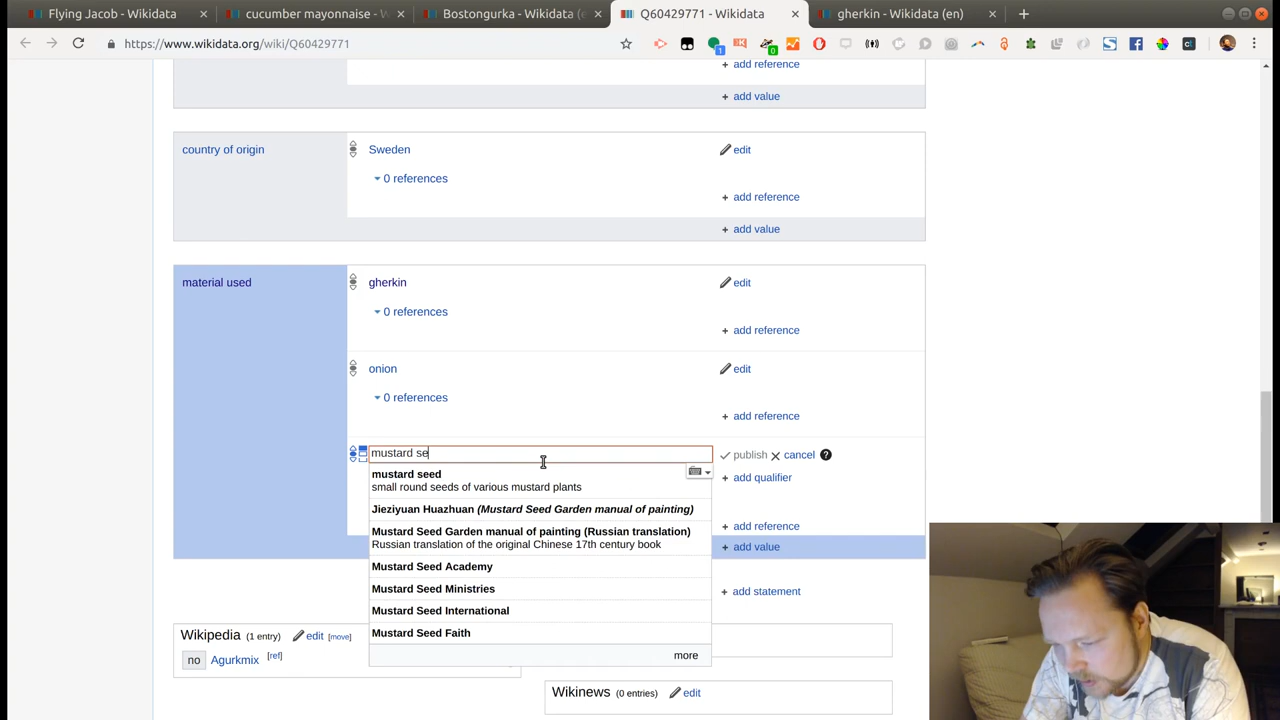 Flying Jacob - Wikidata
cucumber mayonnaise - W
Bostongurka - Wikidata (e
Q60429771 - Wikidata
gherkin - Wikidata (en)
https://www.wikidata.org/wiki/Q60429771
1
0
+ add reference
+ add value
country of origin
Sweden
edit
0 references
+ add reference
+ add value
material used
gherkin
edit
0 references
+ add reference
onion
edit
0 references
+ add reference
mustard se
publish
cancel
?
mustard seed
small round seeds of various mustard plants
+ add qualifier
Jieziyuan Huazhuan (Mustard Seed Garden manual of painting)
Mustard Seed Garden manual of painting (Russian translation)
Russian translation of the original Chinese 17th century book
+ add reference
+ add value
Mustard Seed Academy
Mustard Seed Ministries
+ add statement
Mustard Seed International
Mustard Seed Faith
more
Wikipedia (1 entry)
edit
[move]
no Agurkmix [ref]
Wikinews (0 entries)
edit